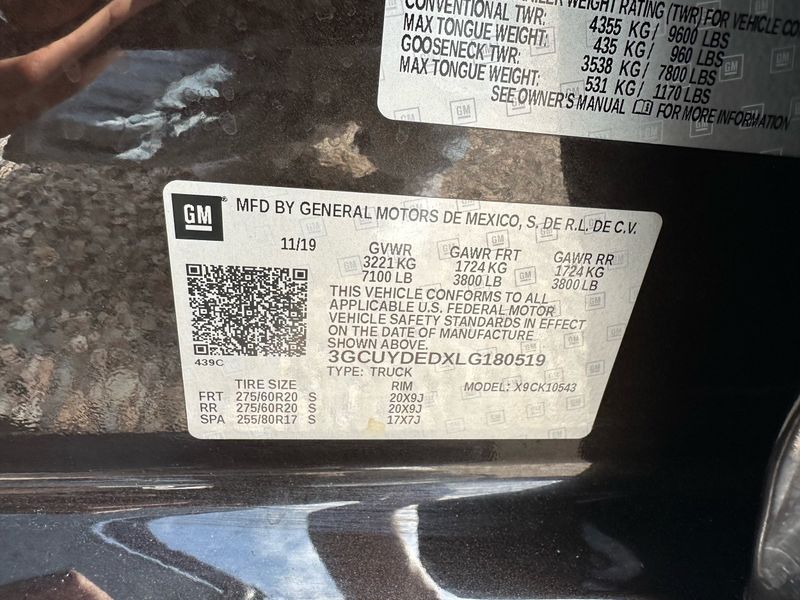 WEIGHT RATING (TWR) FOR VEHICLE
CONVENTIONAL TWR: 4355 KG/ 9600 LBS
MAX TONGUE WEIGHT: 435 KG/ 960 LBS
GOOSENECK TWR: 3538 KG/ 7800 LBS
MAX TONGUE WEIGHT: 531 KG/ 1170 LBS
SEE OWNER'S MANUAL FOR MORE INFORMATION
GM® MFD BY GENERAL MOTORS DE MEXICO, S, DE R.L. DE C.V.
11/19 GVWR GAWR FRT GAWR RR
3221 KG 1724 KG 1724 KG
7100 LB 3800 LB 3800 LB
THIS VEHICLE CONFORMS TO ALL
APPLICABLE U.S. FEDERAL MOTOR
VEHICLE SAFETY STANDARDS IN EFFECT
ON THE DATE OF MANUFACTURE
SHOWN ABOVE.
439C 3GCUYDEDXLG180519
TYPE: TRUCK
TIRE SIZE RIM MODEL: X9CK10543
FRT 275/60R20 S 20X9J
RR 275/60R20 S 20X9J
SPA 255/80R17 S 17X7J